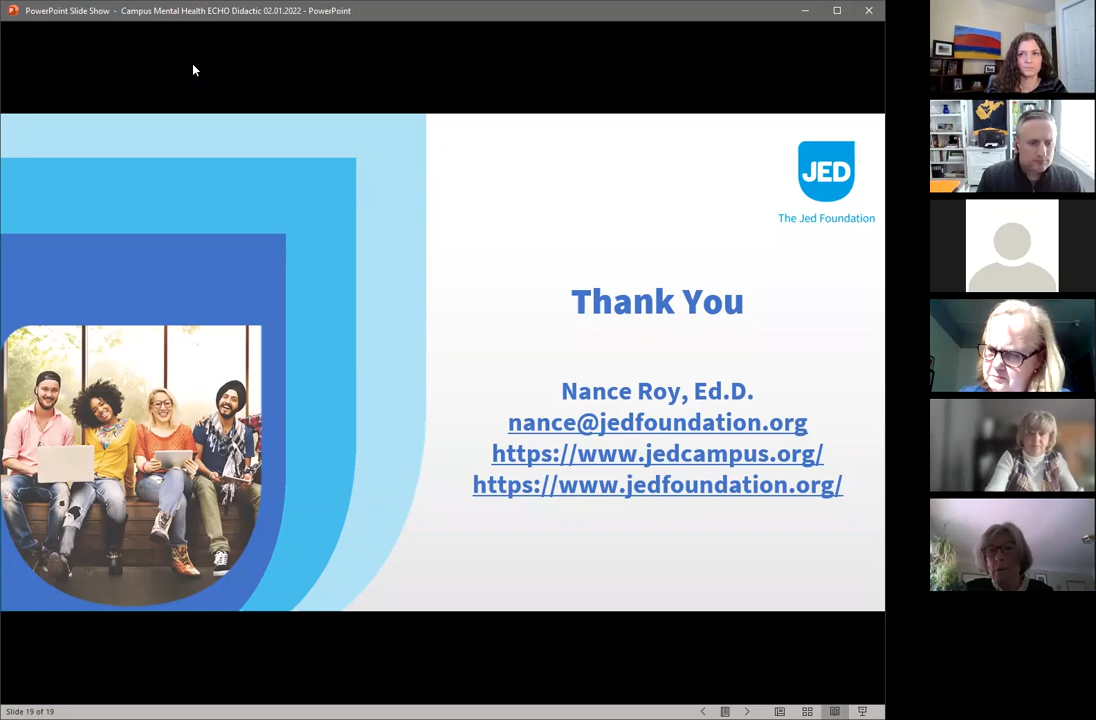 PowerPoint Slide Show - Campus Mental Health ECHO Didactic 02.01.2022 - PowerPoint
JED
The Jed Foundation
Thank You
Nance Roy, Ed.D.
nance@jedfoundation.org
https://www.jedcampus.org/
https://www.jedfoundation.org/
Slide 19 of 19